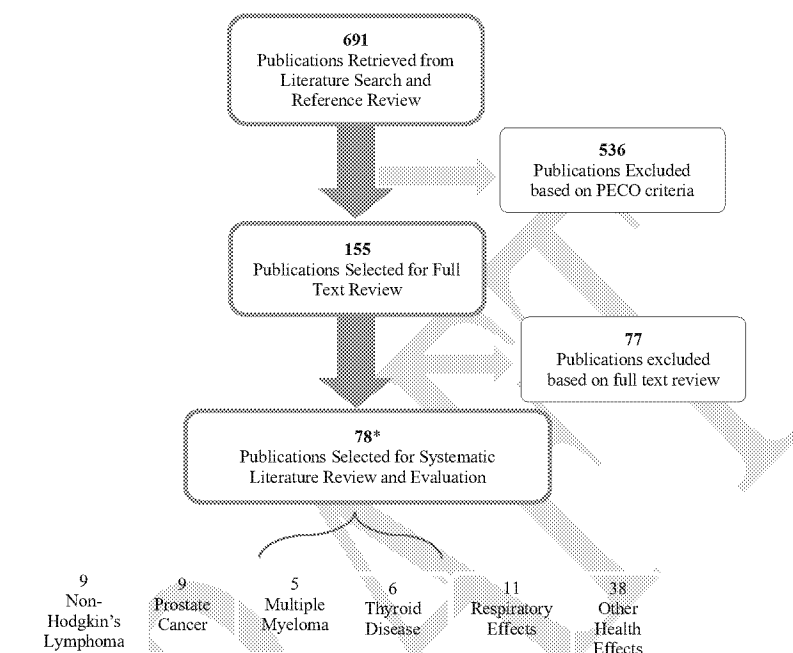 691
Publications Retrieved from
Literature Search and
Reference Review
536
Publications Excluded
based on PECO criteria
155
Publications Selected for Full
Text Review
77
Publications excluded
based on full text review
78*
Publications Selected for Systematic
Literature Review and Evaluation
9
Non-
Hodgkin's
Lymphoma
9
Prostate
Cancer
5
Multiple
Myeloma
6
Thyroid
Disease
11
Respiratory
Effects
38
Other
Health
Effects